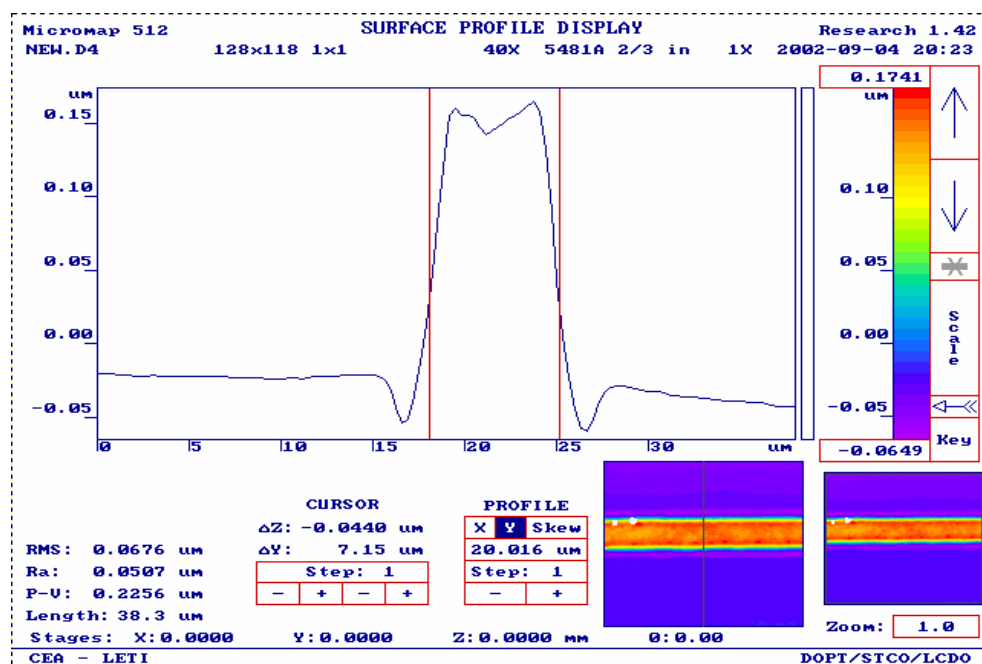 Micromap 512 SURFACE PROFILE DISPLAY Research 1.42
NEW.D4 128x118 1x1 40X 5481A 2/3 in 1X 2002-09-04 20:23
0.1741
um
0.15
0.10
0.05
0.00
-0.05
0 5 10 15 20 25 30 um
um
0.10
0.05
0.00
-0.05
-0.0649
Scale
Key
CURSOR
ΔZ: -0.0440 um
ΔY: 7.15 um
Step: 1
- + - +
PROFILE
X Y Skew
20.016 um
Step: 1
- +
RMS: 0.0676 um
Ra: 0.0507 um
P-V: 0.2256 um
Length: 38.3 um
Zoom: 1.0
Stages: X:0.0000 Y:0.0000 Z:0.0000 mm θ:0.00
CEA - LETI DOPT/STCO/LCDO